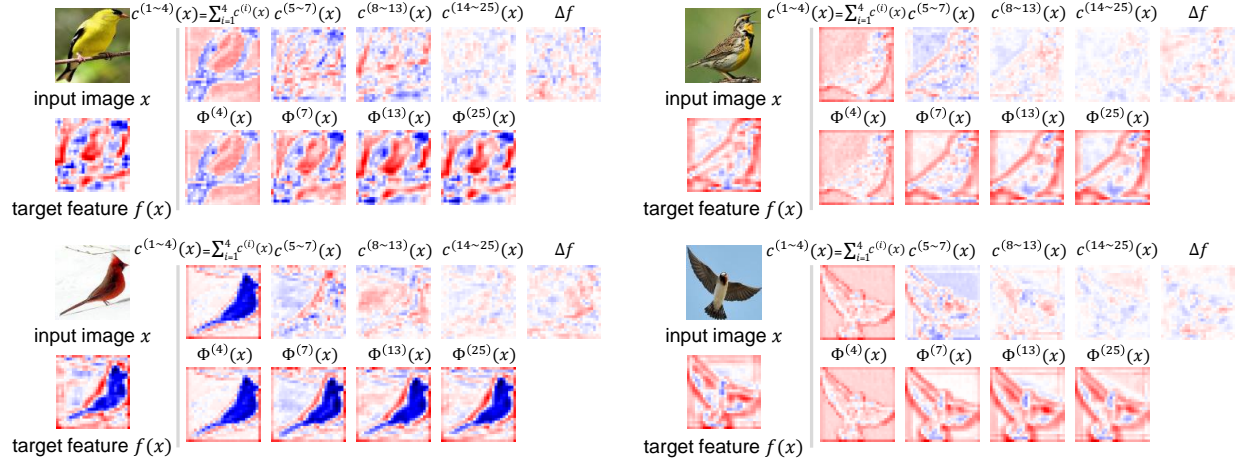 c^(1~4)(x)=∑_{i=1}^{4} c^(i)(x) c^(5~7)(x) c^(8~13)(x) c^(14~25)(x) Δf
input image x
Φ^(4)(x) Φ^(7)(x) Φ^(13)(x) Φ^(25)(x)
target feature f(x)
c^(1~4)(x)=∑_{i=1}^{4} c^(i)(x) c^(5~7)(x) c^(8~13)(x) c^(14~25)(x) Δf
input image x
Φ^(4)(x) Φ^(7)(x) Φ^(13)(x) Φ^(25)(x)
target feature f(x)
c^(1~4)(x)=∑_{i=1}^{4} c^(i)(x) c^(5~7)(x) c^(8~13)(x) c^(14~25)(x) Δf
input image x
Φ^(4)(x) Φ^(7)(x) Φ^(13)(x) Φ^(25)(x)
target feature f(x)
c^(1~4)(x)=∑_{i=1}^{4} c^(i)(x) c^(5~7)(x) c^(8~13)(x) c^(14~25)(x) Δf
input image x
Φ^(4)(x) Φ^(7)(x) Φ^(13)(x) Φ^(25)(x)
target feature f(x)